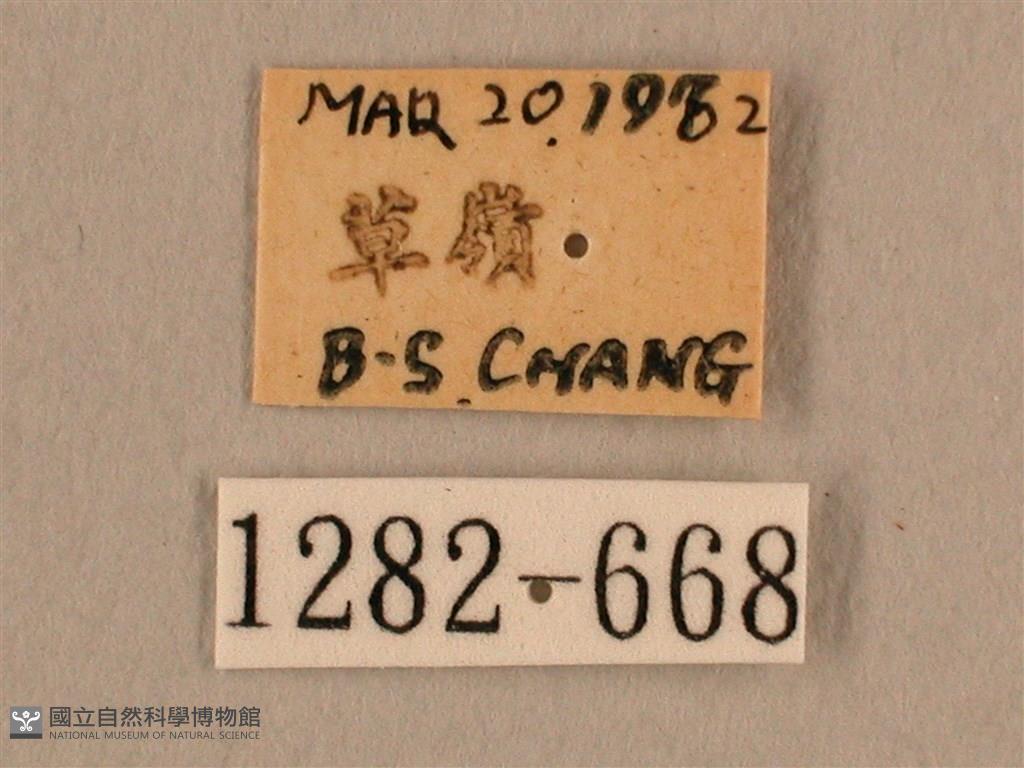 MAR 20.1982
草嶺
B-S.CHANG
1282-668
國立自然科學博物館
NATIONAL MUSEUM OF NATURAL SCIENCE